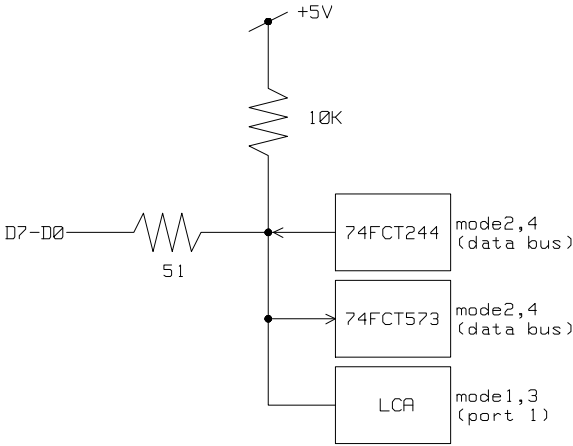 +5V
10K
D7-D0
51
74FCT244
mode2,4
(data bus)
74FCT573
mode2,4
(data bus)
LCA
mode1,3
(port 1)